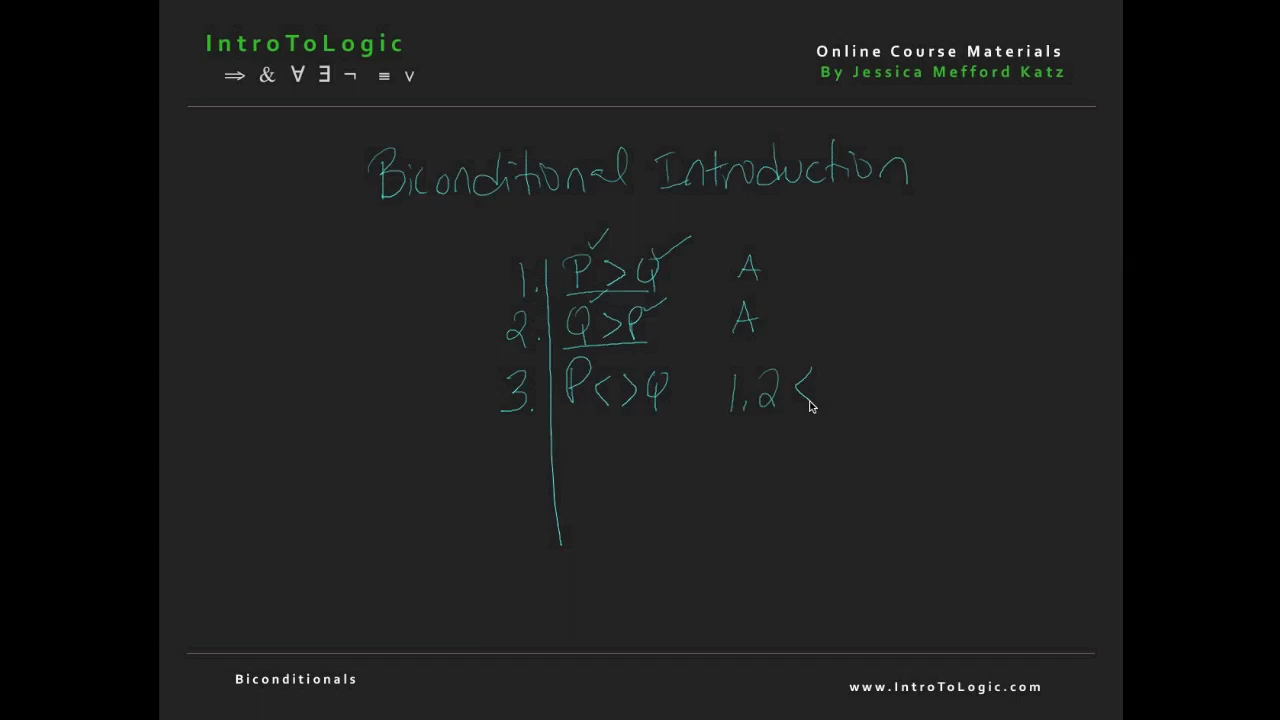 IntroToLogic
⇒ & ∀ ∃ ¬ ≡ ∨
Online Course Materials
By Jessica Mefford Katz
Biconditional Introduction
1. P > Q A
2. Q > P A
3. P < > Q 1, 2 <
Biconditionals
www.IntroToLogic.com